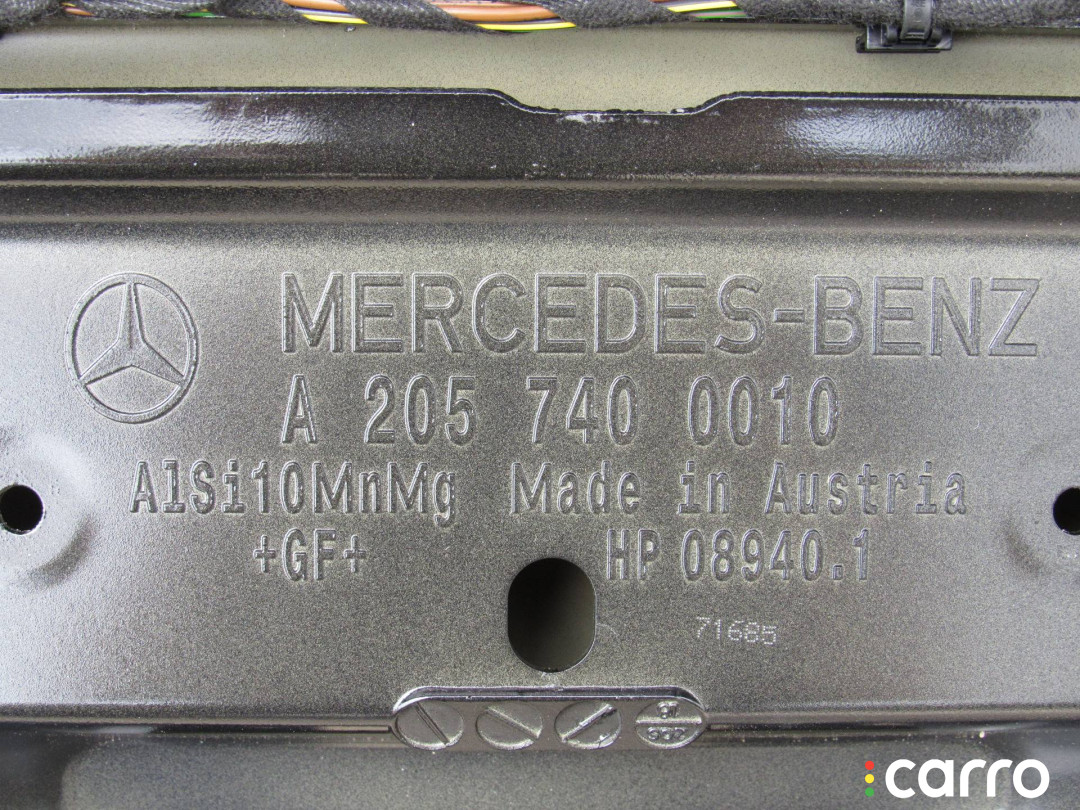 MERCEDES-BENZ
A 205 740 0010
AlSi10MnMg Made in Austria
+GF+ HP 08940.1
71685
carro